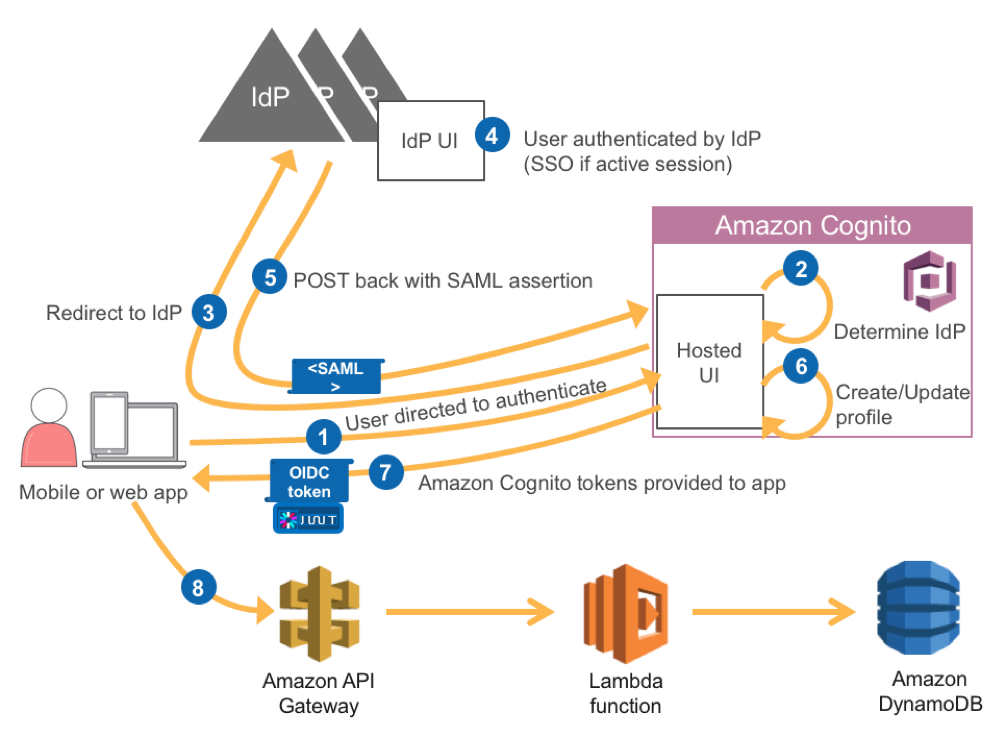 IdP
P
P
IdP UI
4
User authenticated by IdP
(SSO if active session)
Amazon Cognito
2
Determine IdP
5
POST back with SAML assertion
Redirect to IdP
3
Hosted
UI
6
Create/Update
profile
<SAML
>
User directed to authenticate
1
Mobile or web app
OIDC
token
JWT
7
Amazon Cognito tokens provided to app
8
Amazon API
Gateway
Lambda
function
Amazon
DynamoDB